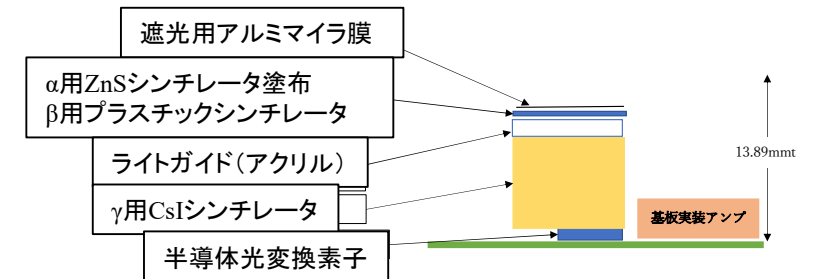 遮光用アルミマイラ膜
α用ZnSシンチレータ塗布
β用プラスチックシンチレータ
ライトガイド(アクリル)
γ用CsIシンチレータ
半導体光変換素子
13.89mmt
基板実装アンプ